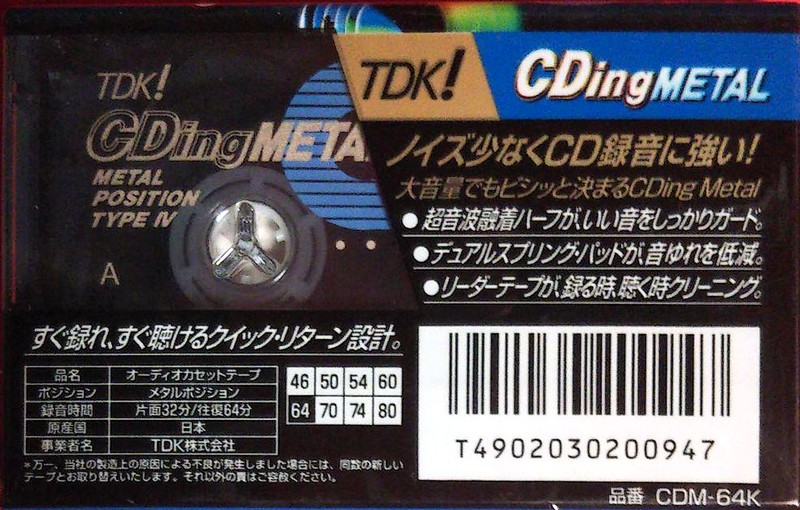 TDK!
CDingMETAL
METAL
POSITION
TYPE IV
A
TDK!
CDingMETAL
ノイズ少なくCD録音に強い!
大音量でもビシッと決まるCDing Metal
●超音波融着ハーフが、いい音をしっかりガード。
●デュアルスプリング・パッドが、音ゆれを低減。
●リーダーテープが、録る時、聴く時クリーニング。
すぐ録れ、すぐ聴けるクイック・リターン設計。
品名 オーディオカセットテープ
ポジション メタルポジション
録音時間 片面32分/往復64分
原産国 日本
事業者名 TDK株式会社
46 50 54 60
64 70 74 80
*万一、当社の製造上の原因による不良が発生しました場合には、同数の新しい
テープとお取り替えいたします。それ以外の責はご容赦ください。
T4902030200947
品番 CDM-64K